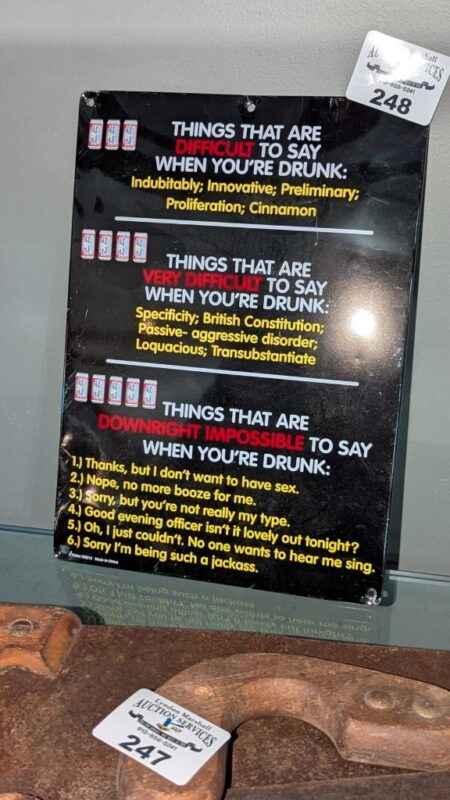 AUCTION SERVICES
248
THINGS THAT ARE
DIFFICULT TO SAY
WHEN YOU'RE DRUNK:
Indubitably; Innovative; Preliminary;
Proliferation; Cinnamon
THINGS THAT ARE
VERY DIFFICULT TO SAY
WHEN YOU'RE DRUNK:
Specificity; British Constitution;
Passive- aggressive disorder;
Loquacious; Transubstantiate
THINGS THAT ARE
DOWNRIGHT IMPOSSIBLE TO SAY
WHEN YOU'RE DRUNK:
1.) Thanks, but I don't want to have sex.
2.) Nope, no more booze for me.
3.) Sorry, but you're not really my type.
4.) Good evening officer isn't it lovely out tonight?
5.) Oh, I just couldn't. No one wants to hear me sing.
6.) Sorry I'm being such a jackass.
Lyndon Marshall
AUCTION SERVICES
247